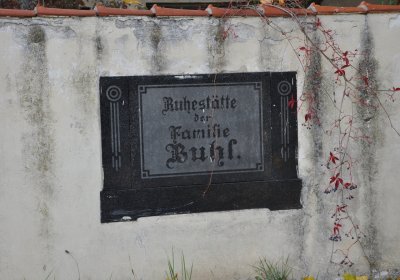 Ruhestätte
der
Familie
Buhl.